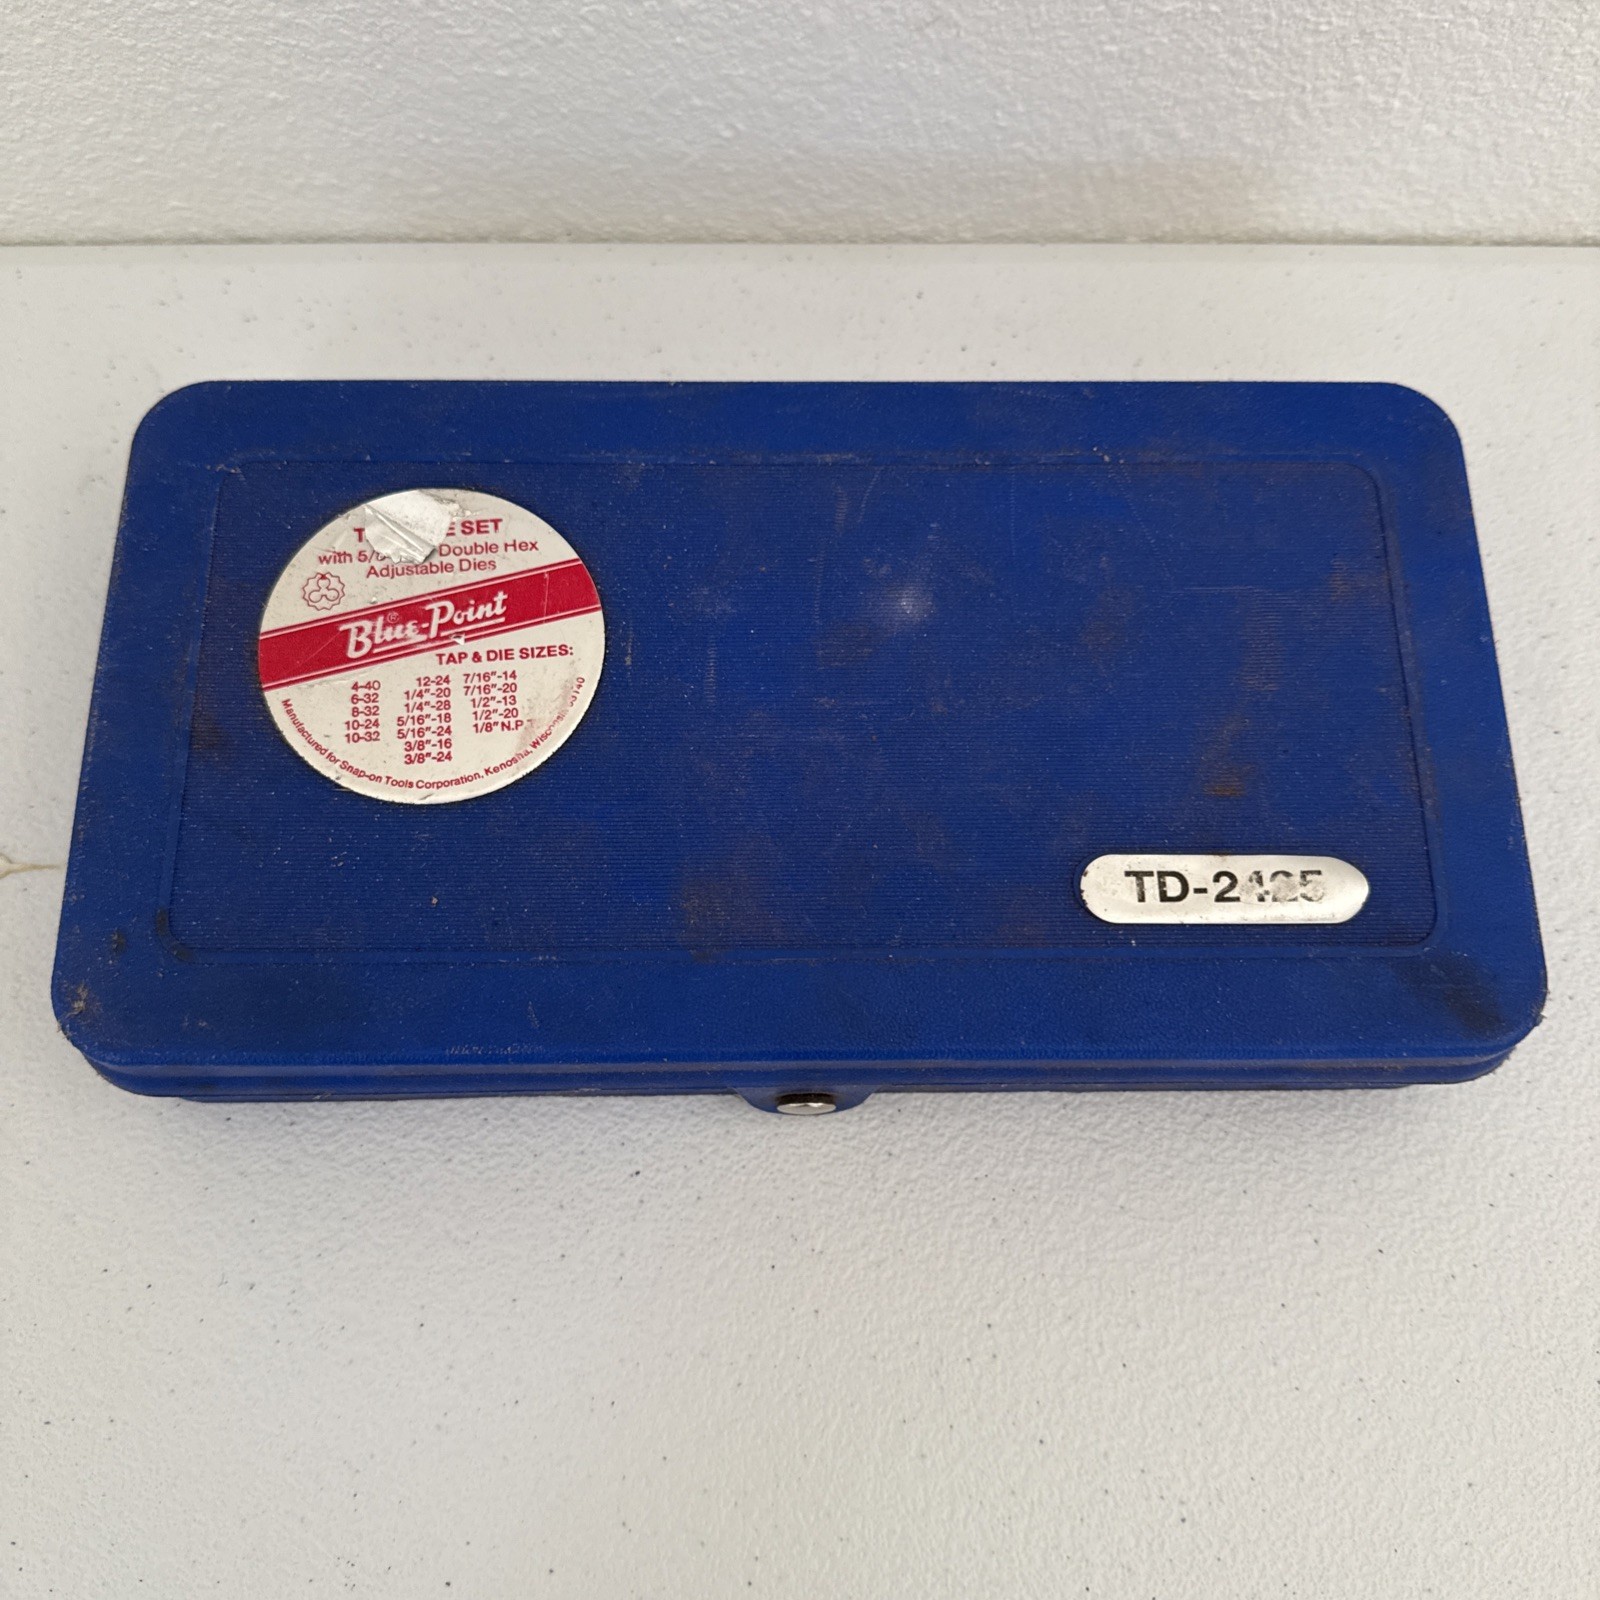 SET
with Double Hex
Adjustable Dies
Blue-Point®
TAP & DIE SIZES:
4-40 12-24 7/16"-14
6-32 1/4"-20 7/16"-20
8-32 1/4"-28 1/2"-13
10-24 5/16"-18 1/2"-20
10-32 5/16"-24 1/8" N.P.T
3/8"-16
3/8"-24
Manufactured for Snap-on Tools Corporation, Kenosha,
TD-2425